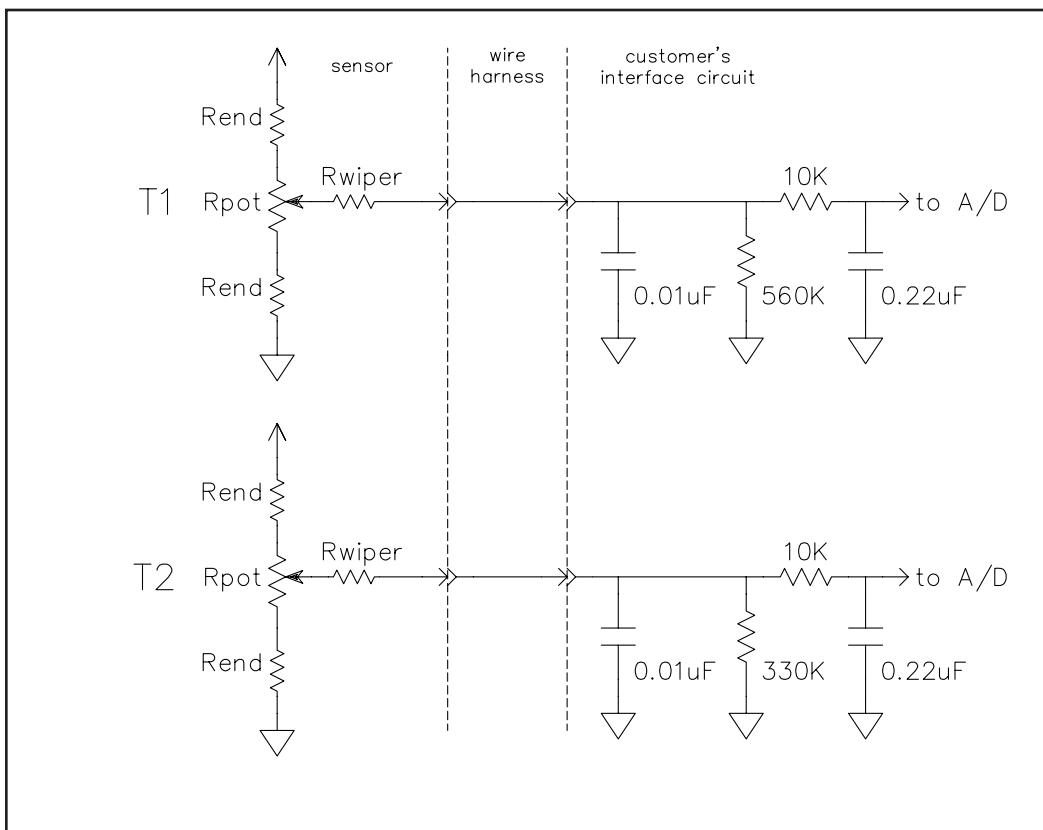 sensor
wire
harness
customer's
interface circuit
Rend
Rwiper
10K
T1
Rpot
to A/D
Rend
0.01uF
560K
0.22uF
Rend
Rwiper
10K
T2
Rpot
to A/D
Rend
0.01uF
330K
0.22uF